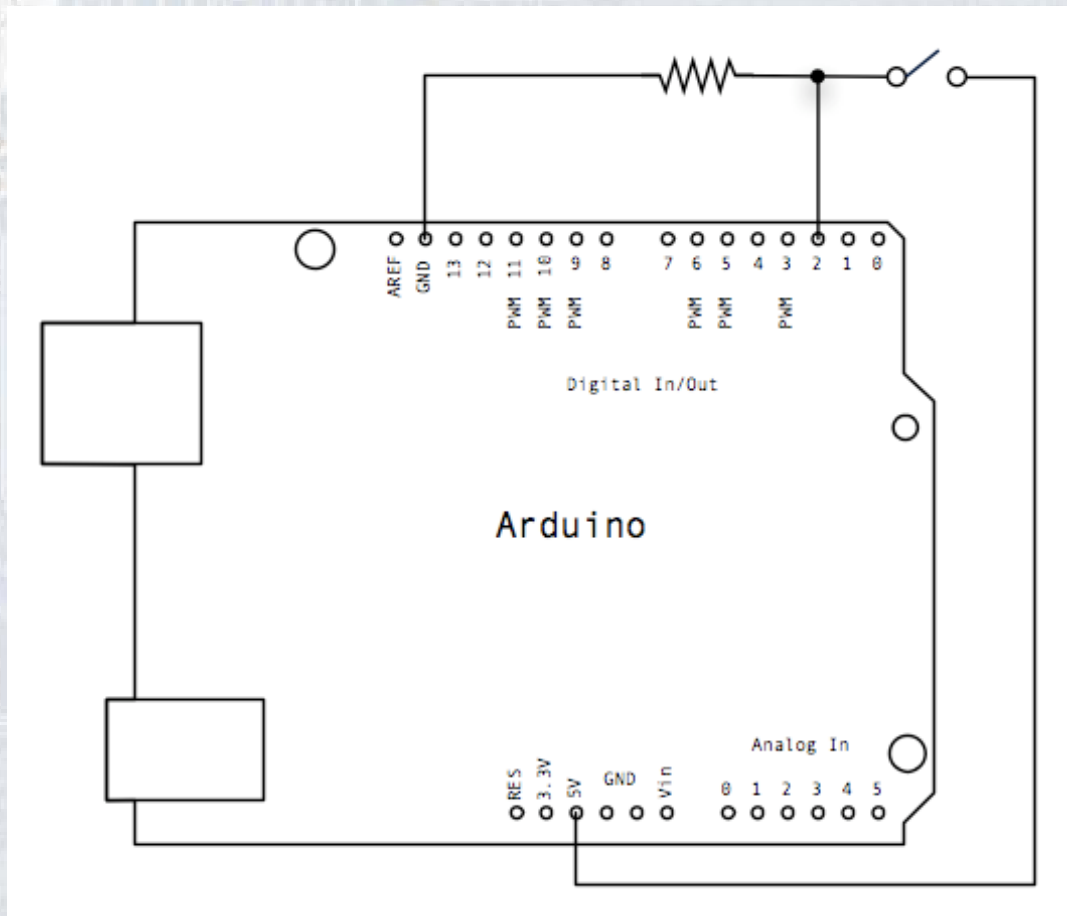 AREF GND 13 12 11 10 9 8 7 6 5 4 3 2 1 0
PWM PWM PWM PWM PWM PWM
Digital In/Out
Arduino
Analog In
RES 3.3V 5V GND Vin 0 1 2 3 4 5